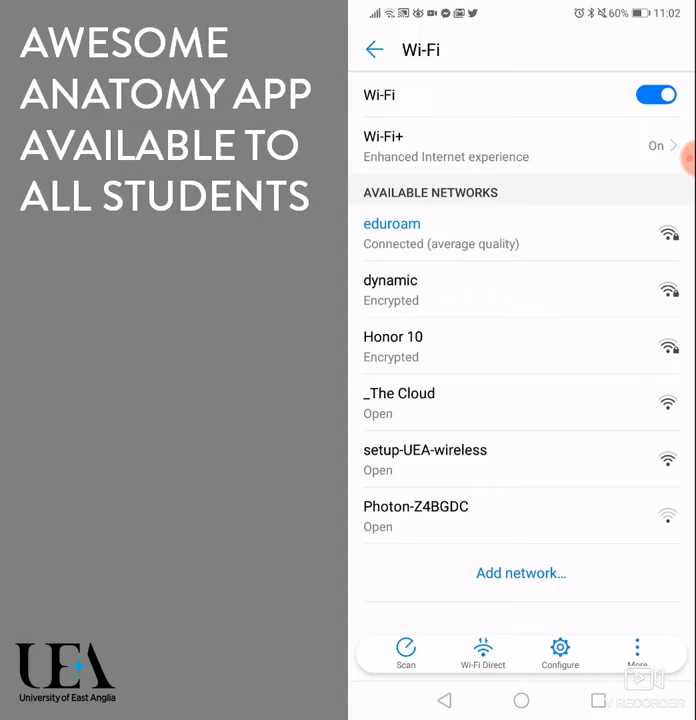 AWESOME
ANATOMY APP
AVAILABLE TO
ALL STUDENTS
UEA
University of East Anglia
60% 11:02
Wi-Fi
Wi-Fi
Wi-Fi+
Enhanced Internet experience
On
AVAILABLE NETWORKS
eduroam
Connected (average quality)
dynamic
Encrypted
Honor 10
Encrypted
_The Cloud
Open
setup-UEA-wireless
Open
Photon-Z4BGDC
Open
Add network...
Scan
Wi-Fi Direct
Configure
More
V RECORDER